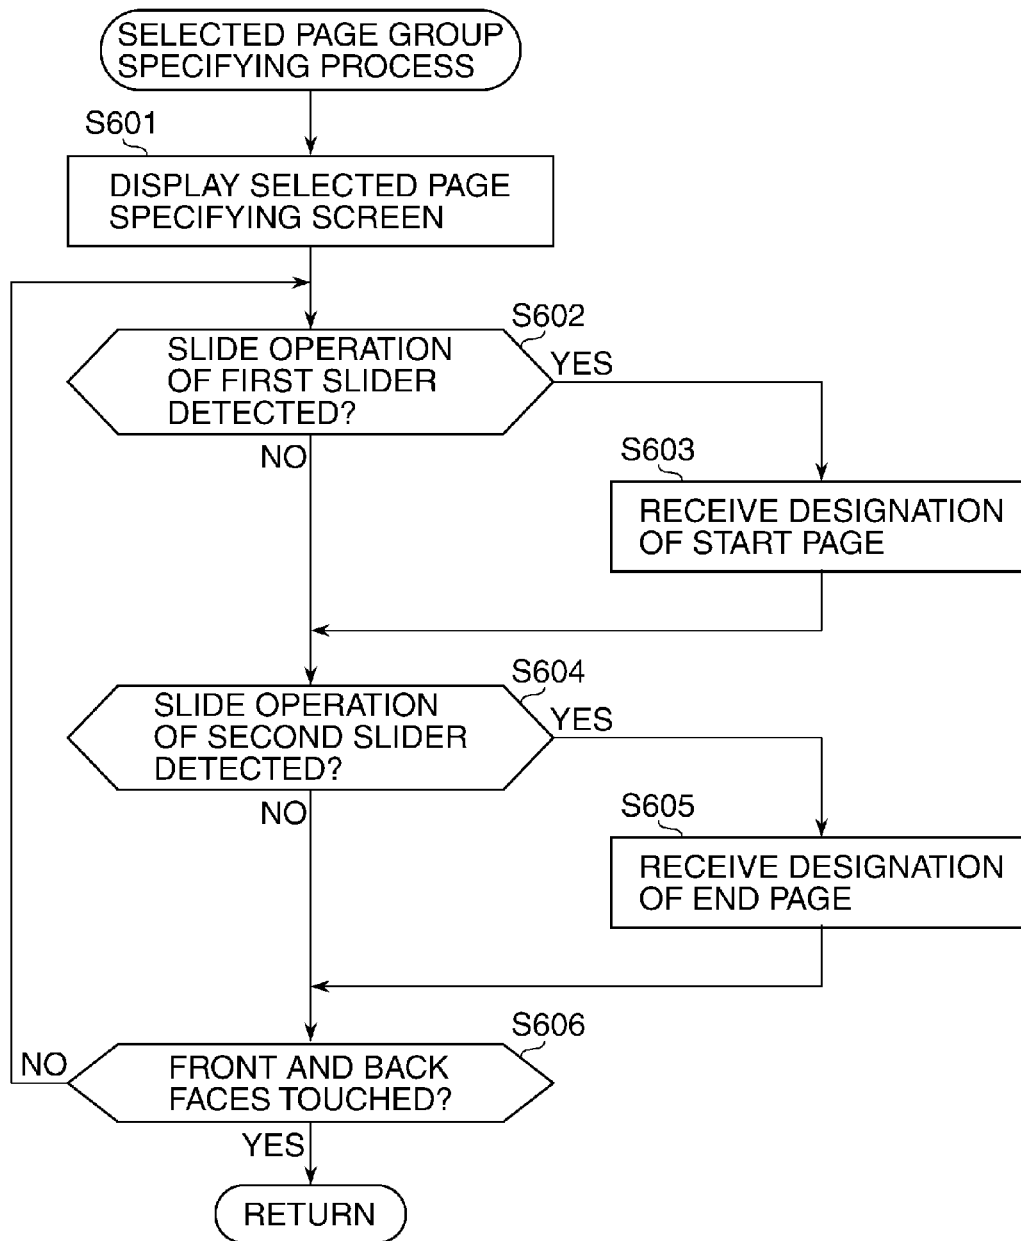 SELECTED PAGE GROUP
SPECIFYING PROCESS
S601
DISPLAY SELECTED PAGE
SPECIFYING SCREEN
S602
SLIDE OPERATION
OF FIRST SLIDER
DETECTED?
YES
NO
S603
RECEIVE DESIGNATION
OF START PAGE
S604
SLIDE OPERATION
OF SECOND SLIDER
DETECTED?
YES
NO
S605
RECEIVE DESIGNATION
OF END PAGE
S606
FRONT AND BACK
FACES TOUCHED?
NO
YES
RETURN